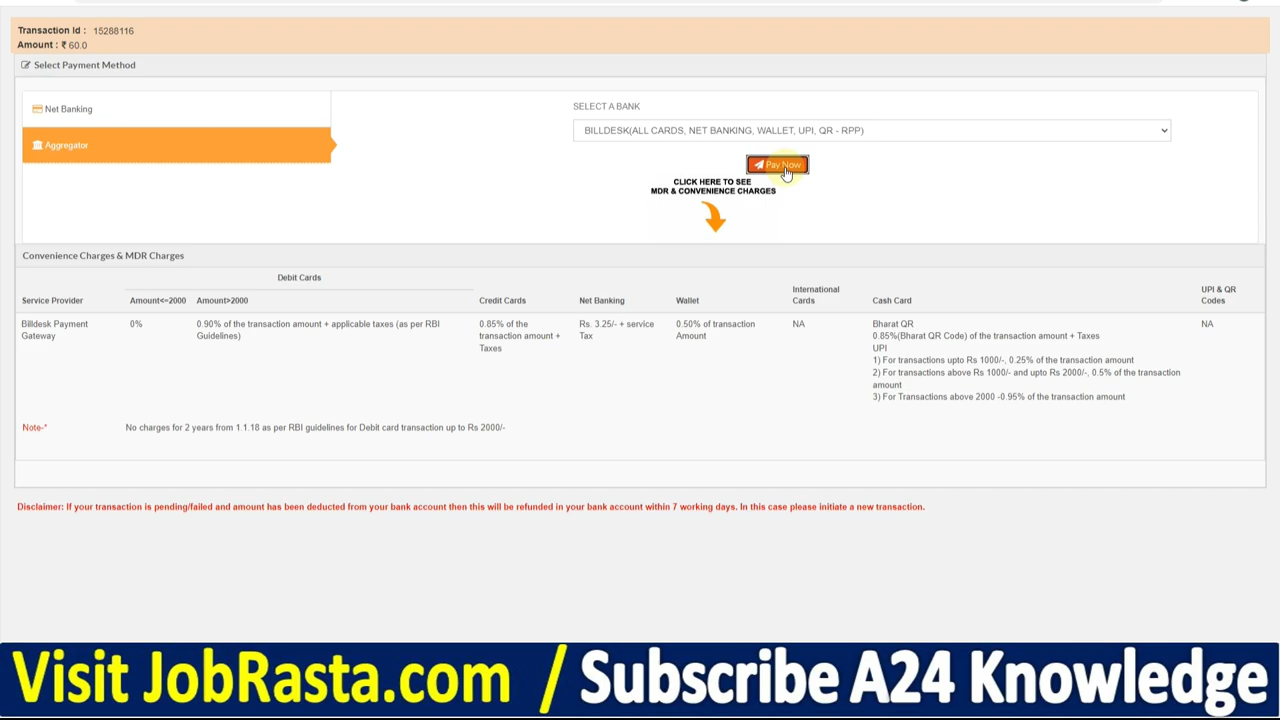 Transaction Id : 15288116
Amount : ₹ 60.0
Select Payment Method
Net Banking
Aggregator
SELECT A BANK
BILLDESK(ALL CARDS, NET BANKING, WALLET, UPI, QR - RPP)
Pay Now
CLICK HERE TO SEE
MDR & CONVENIENCE CHARGES
Convenience Charges & MDR Charges
Debit Cards
Service Provider Amount<=2000 Amount>2000 Credit Cards Net Banking Wallet International Cards Cash Card UPI & QR Codes
Billdesk Payment
Gateway
0%
0.90% of the transaction amount + applicable taxes (as per RBI
Guidelines)
0.85% of the
transaction amount +
Taxes
Rs. 3.25/- + service
Tax
0.50% of transaction
Amount
NA
Bharat QR
0.85%(Bharat QR Code) of the transaction amount + Taxes
UPI
1) For transactions upto Rs 1000/-, 0.25% of the transaction amount
2) For transactions above Rs 1000/- and upto Rs 2000/-, 0.5% of the transaction
amount
3) For Transactions above 2000 -0.95% of the transaction amount
NA
Note-* No charges for 2 years from 1.1.18 as per RBI guidelines for Debit card transaction up to Rs 2000/-
Disclaimer: If your transaction is pending/failed and amount has been deducted from your bank account then this will be refunded in your bank account within 7 working days. In this case please initiate a new transaction.
Visit JobRasta.com / Subscribe A24 Knowledge